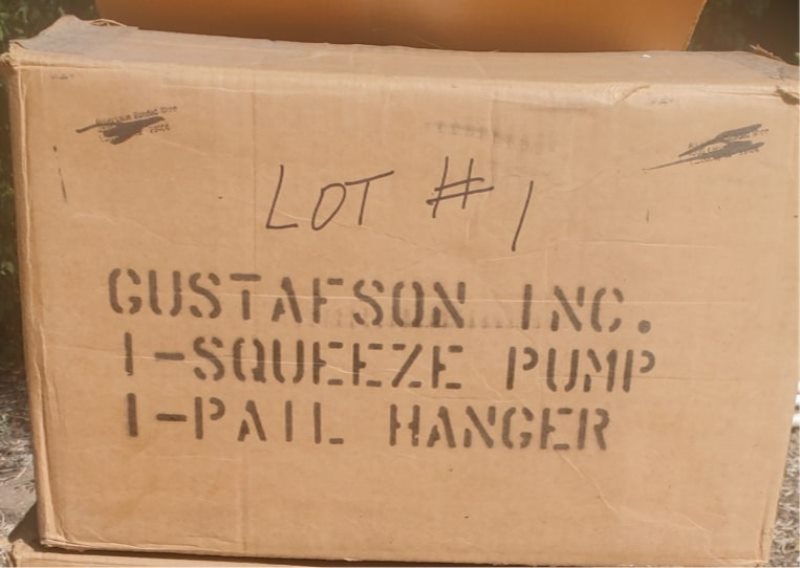 LOT #1
GUSTAFSON INC.
1-SQUEEZE PUMP
1-PAIL HANGER